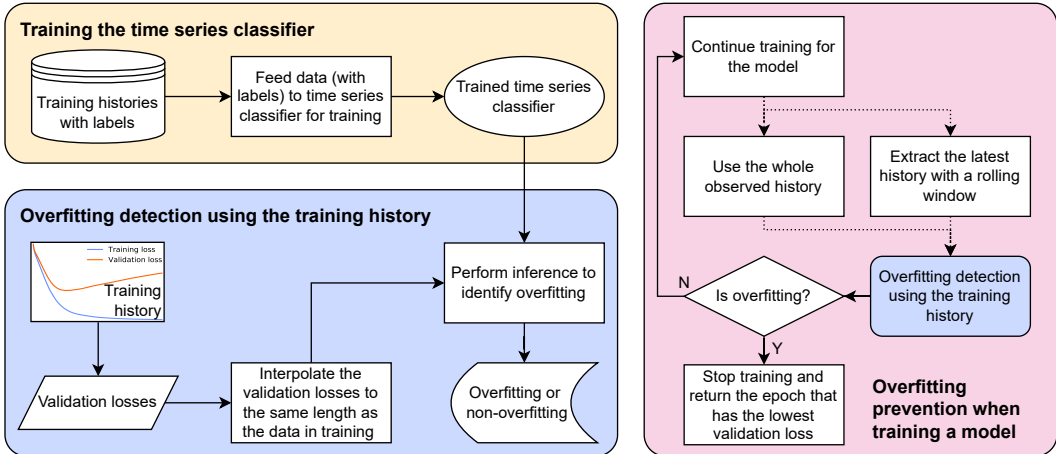 Training the time series classifier
Training histories
with labels
Feed data (with
labels) to time series
classifier for training
Trained time series
classifier
Overfitting detection using the training history
Training loss
Validation loss
Training
history
Validation losses
Interpolate the
validation losses to
the same length as
the data in training
Perform inference to
identify overfitting
Overfitting or
non-overfitting
Continue training for
the model
Use the whole
observed history
Extract the latest
history with a rolling
window
Overfitting detection
using the training
history
Is overfitting?
N
Y
Stop training and
return the epoch that
has the lowest
validation loss
Overfitting
prevention when
training a model